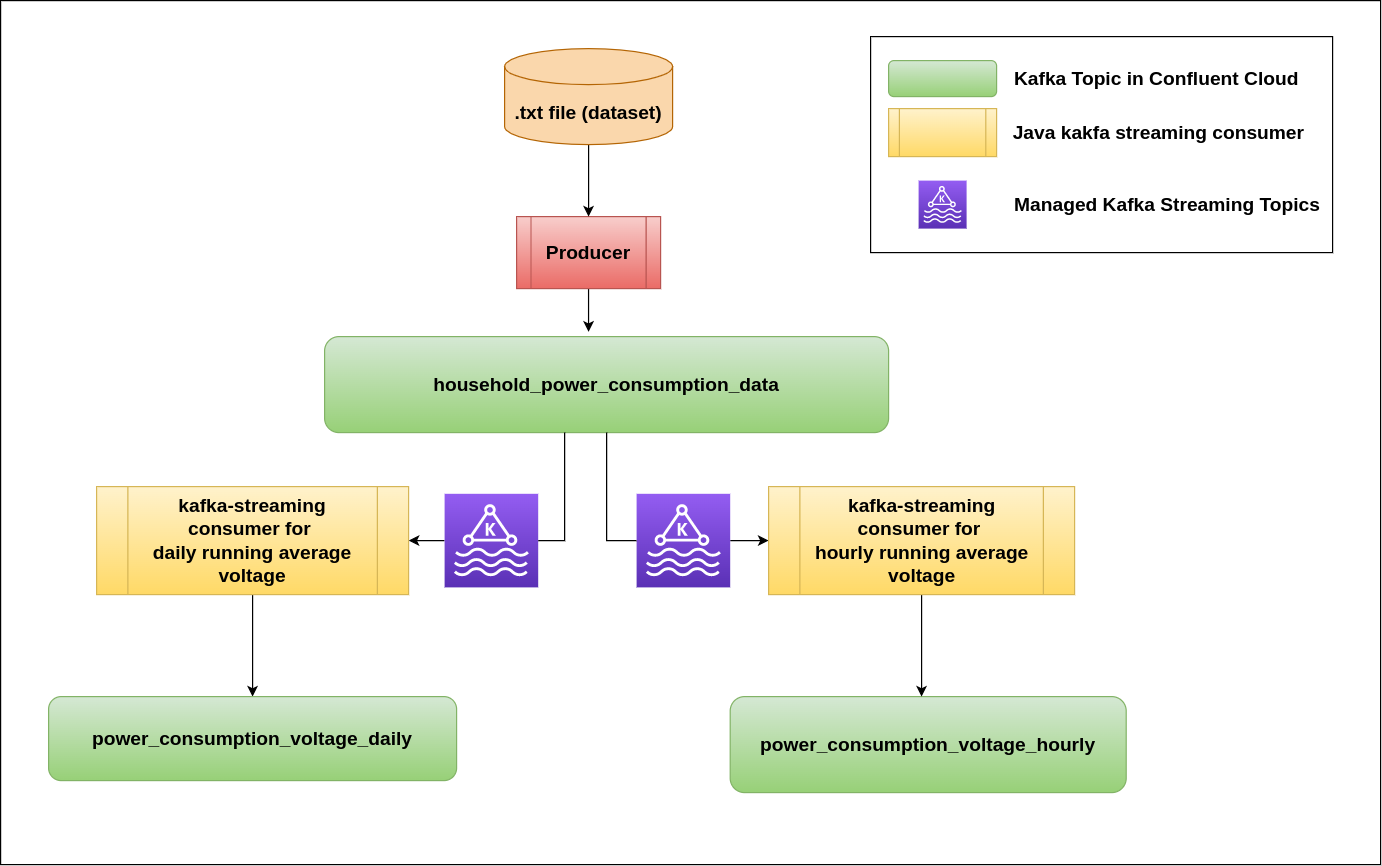 .txt file (dataset)
Kafka Topic in Confluent Cloud
Java kakfa streaming consumer
K
Managed Kafka Streaming Topics
Producer
household_power_consumption_data
kafka-streaming
consumer for
daily running average
voltage
K
K
kafka-streaming
consumer for
hourly running average
voltage
power_consumption_voltage_daily
power_consumption_voltage_hourly